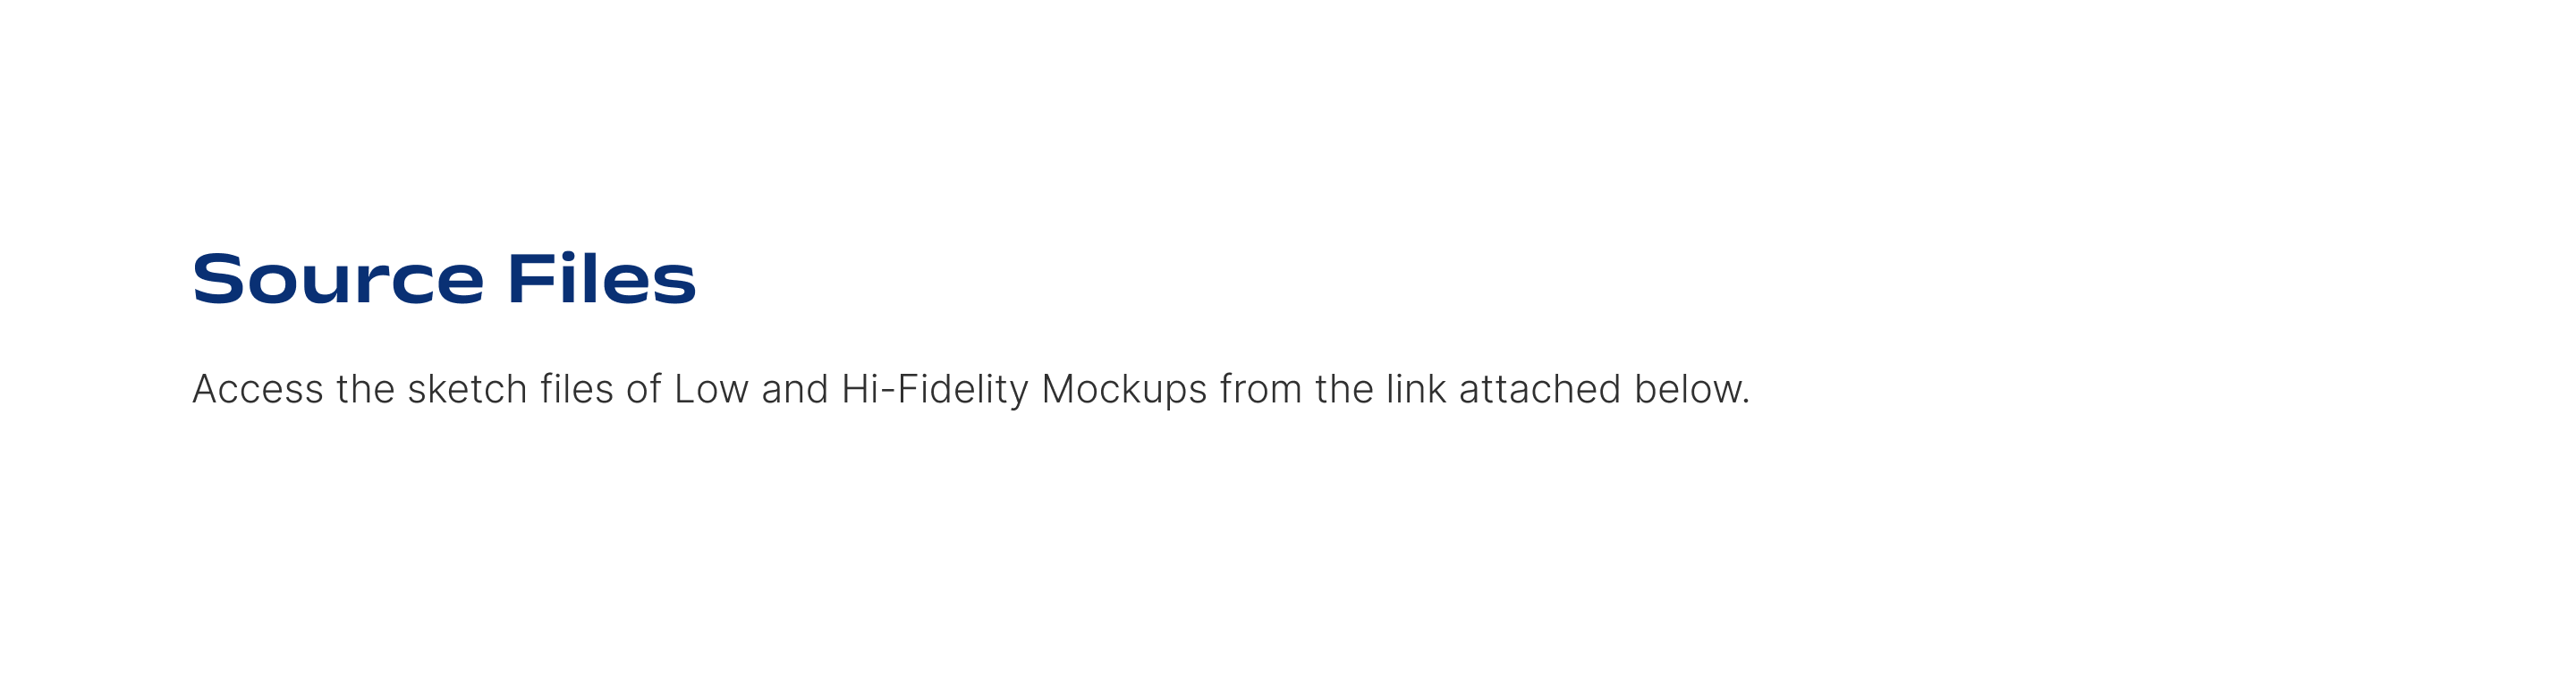 Source Files
Access the sketch files of Low and Hi-Fidelity Mockups from the link attached below.